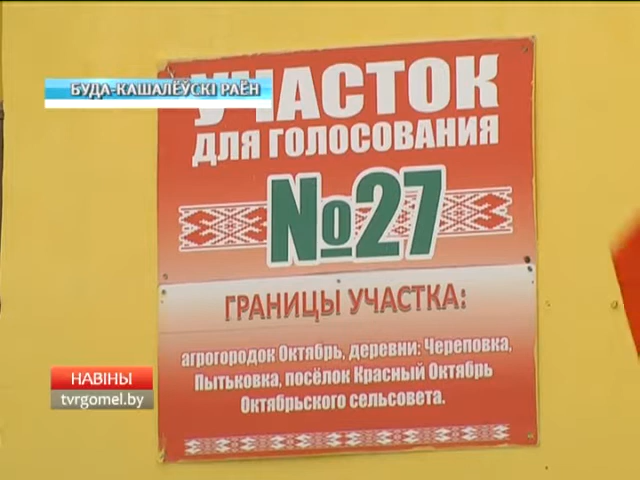 БУДА-КАШАЛЁЎСКІ РАЁН
УЧАСТОК
ДЛЯ ГОЛОСОВАНИЯ
№27
ГРАНИЦЫ УЧАСТКА:
агрогородок Октябрь, деревни: Череповка,
Пытьковка, посёлок Красный Октябрь
Октябрьского сельсовета.
НАВІНЫ
tvrgomel.by